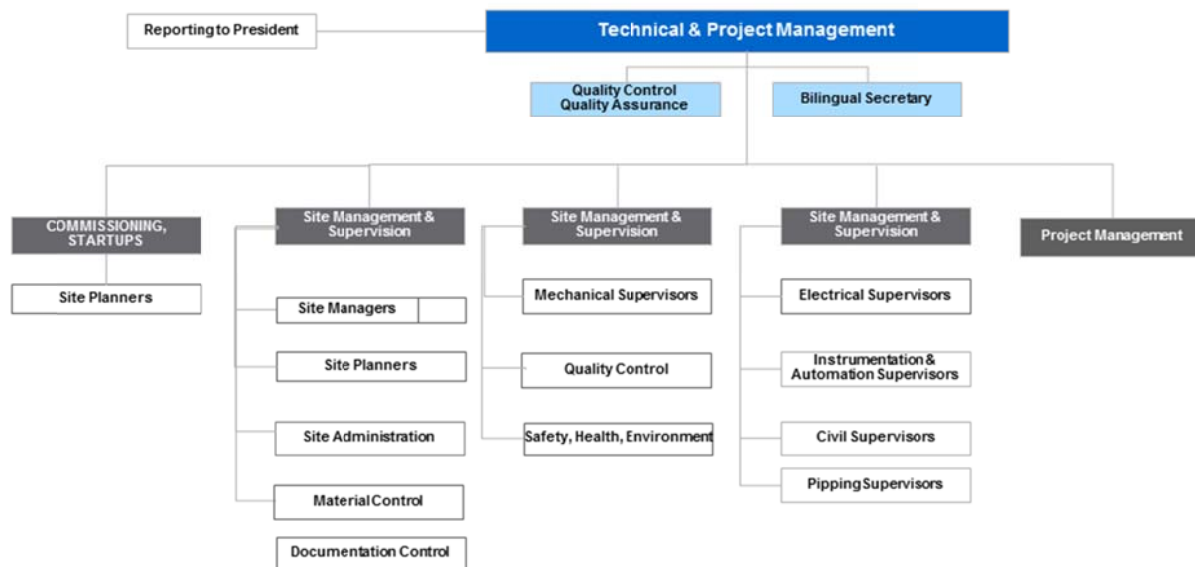 Reporting to President
Technical & Project Management
Quality Control
Quality Assurance
Bilingual Secretary
COMMISSIONING,
STARTUPS
Site Planners
Site Management &
Supervision
Site Managers
Site Planners
Site Administration
Material Control
Documentation Control
Site Management &
Supervision
Mechanical Supervisors
Quality Control
Safety, Health, Environment
Site Management &
Supervision
Electrical Supervisors
Instrumentation &
Automation Supervisors
Civil Supervisors
Pipping Supervisors
Project Management